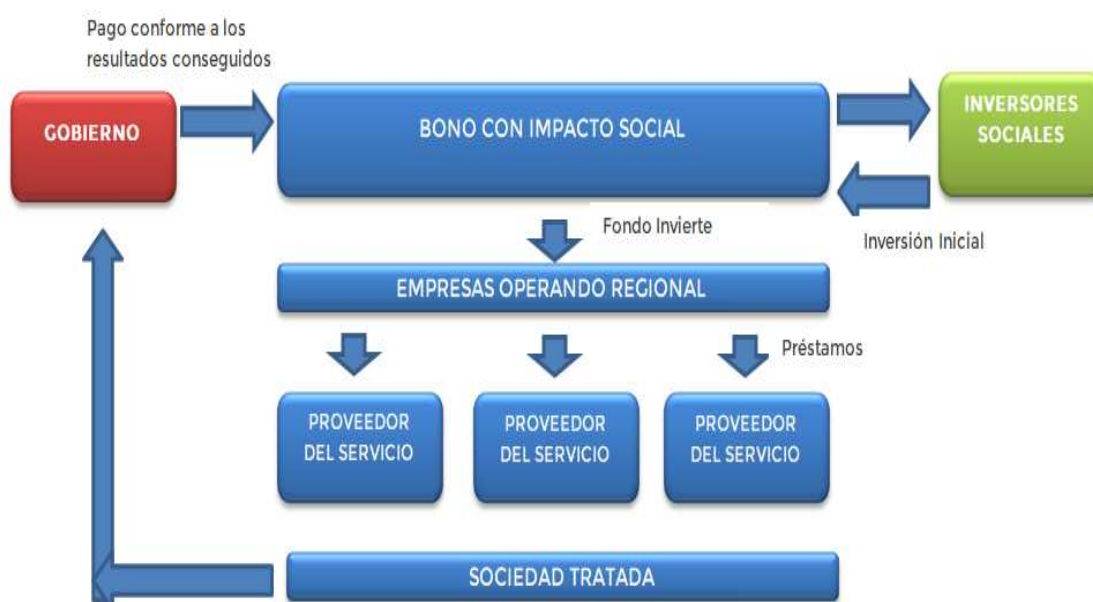 Pago conforme a los
resultados conseguidos
GOBIERNO
BONO CON IMPACTO SOCIAL
INVERSORES
SOCIALES
Fondo Invierte
Inversión Inicial
EMPRESAS OPERANDO REGIONAL
Préstamos
PROVEEDOR
DEL SERVICIO
PROVEEDOR
DEL SERVICIO
PROVEEDOR
DEL SERVICIO
SOCIEDAD TRATADA